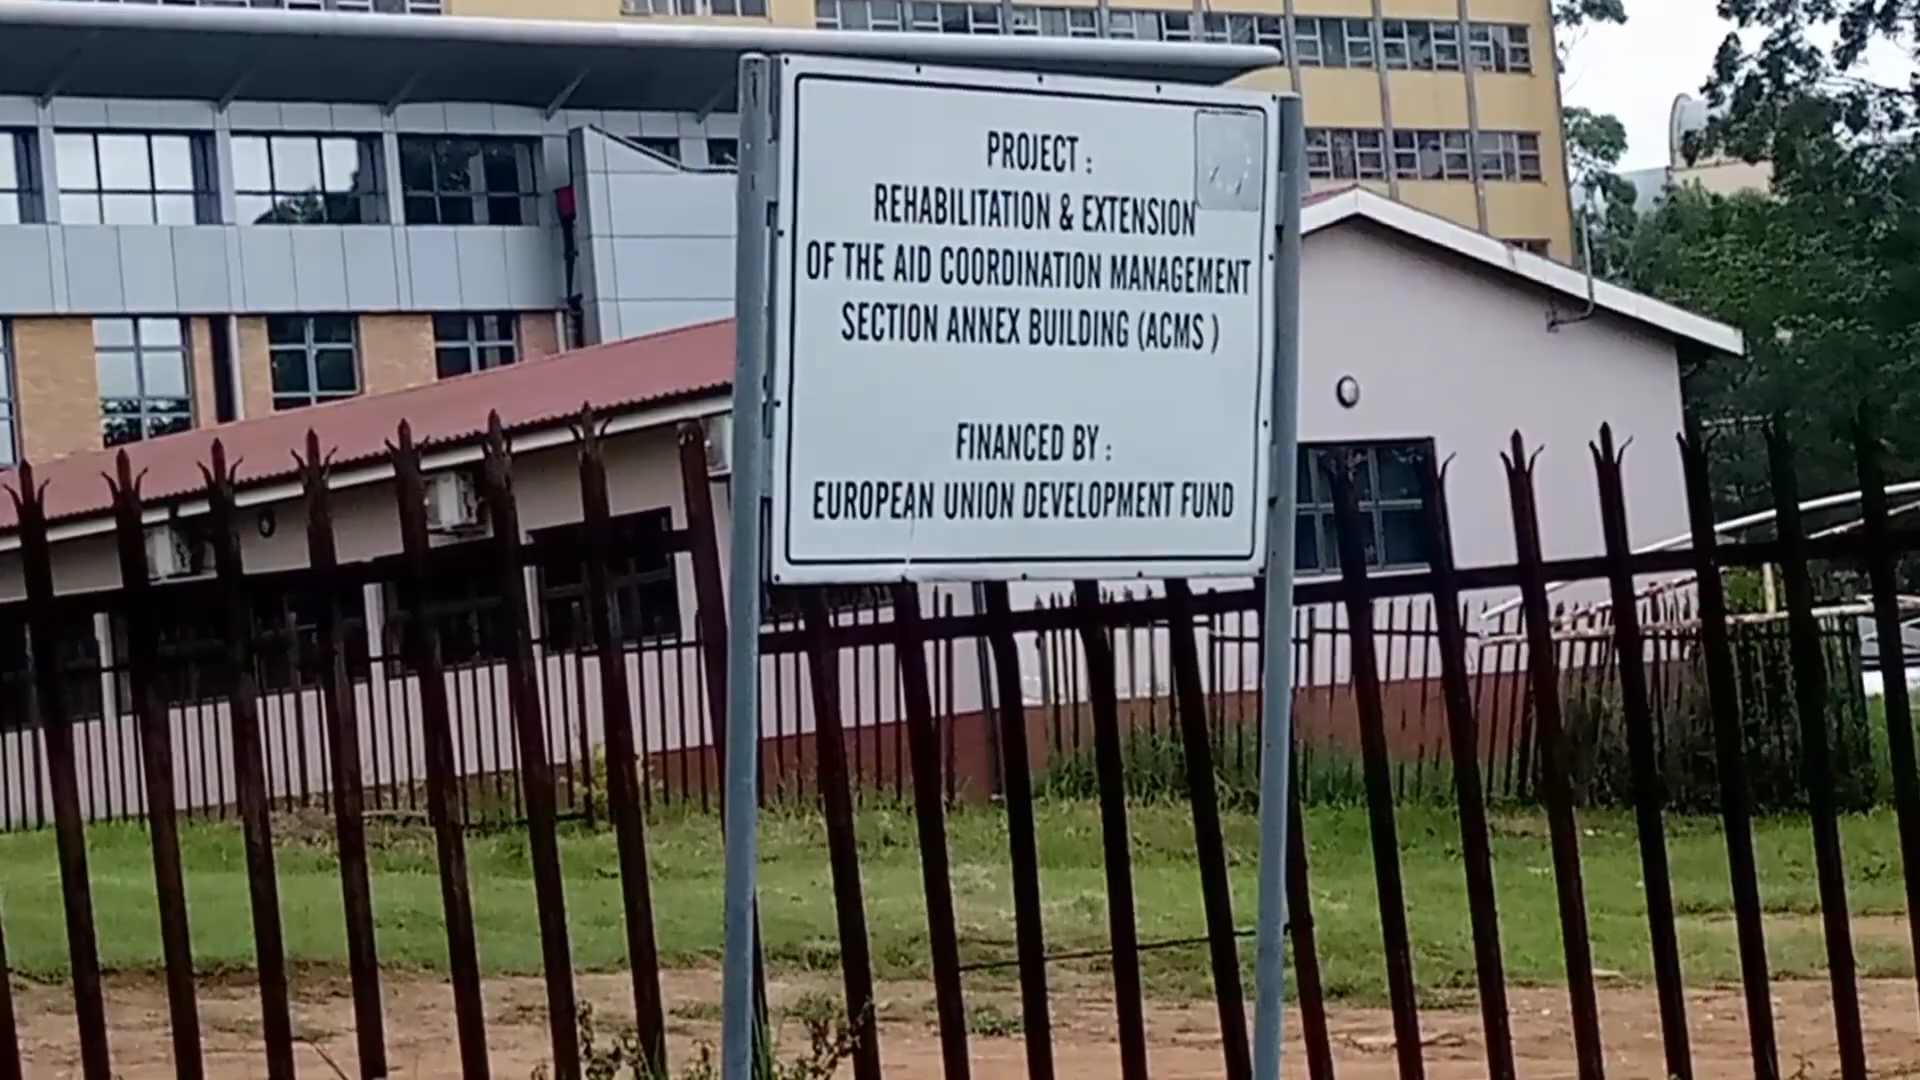 PROJECT :
REHABILITATION & EXTENSION
OF THE AID COORDINATION MANAGEMENT
SECTION ANNEX BUILDING (ACMS )
FINANCED BY :
EUROPEAN UNION DEVELOPMENT FUND